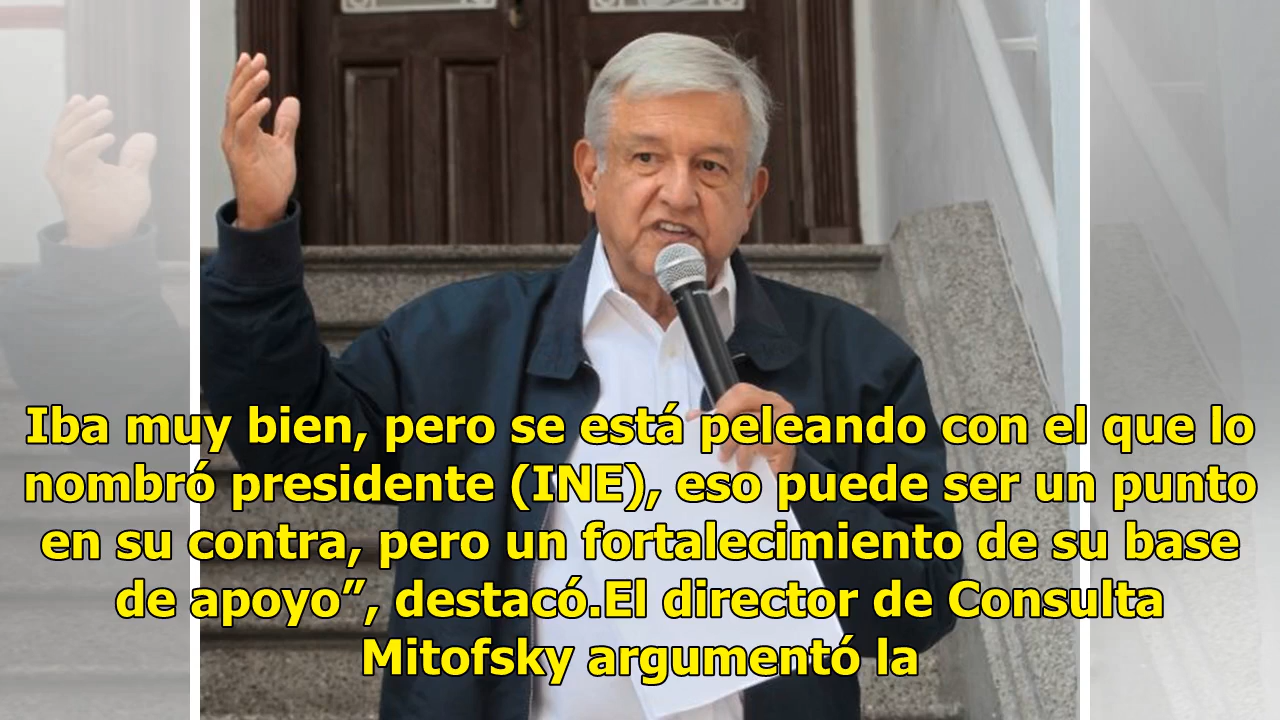 Iba muy bien, pero se está peleando con el que lo
nombró presidente (INE), eso puede ser un punto
en su contra, pero un fortalecimiento de su base
de apoyo”, destacó.El director de Consulta
Mitofsky argumentó la